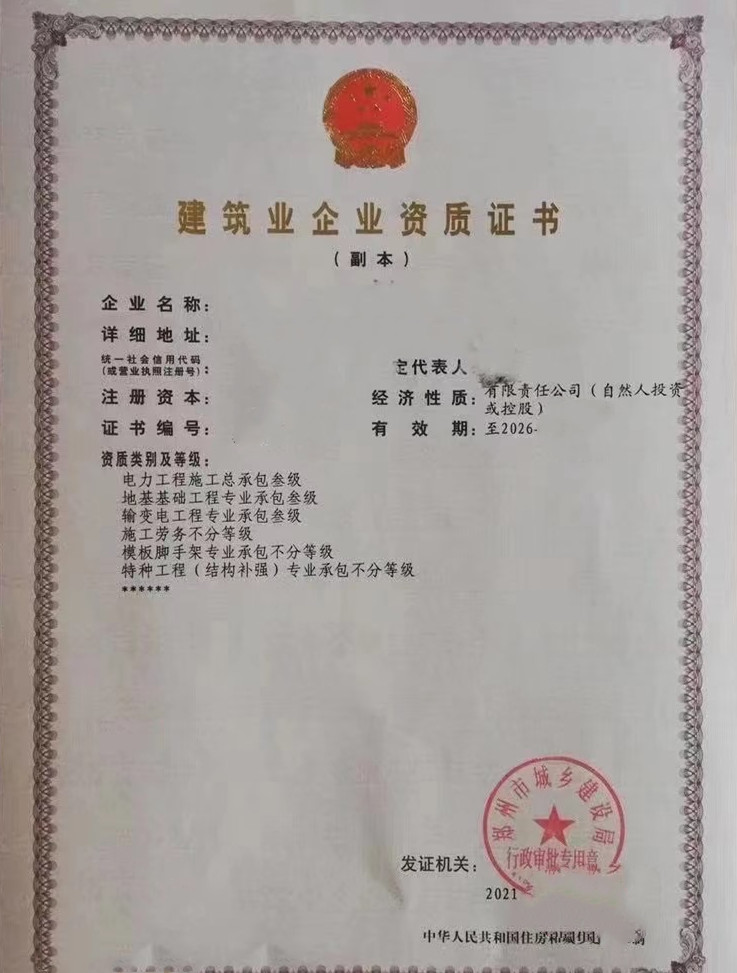 建筑业企业资质证书
（副本）
企业名称：
详细地址：
统一社会信用代码
（或营业执照注册号）：
代表人
注册资本：
经济性质：有限责任公司（自然人投资
或控股）
证书编号：
有效期：至2026-
资质类别及等级：
电力工程施工总承包叁级
地基基础工程专业承包叁级
输变电工程专业承包叁级
施工劳务不分等级
模板脚手架专业承包不分等级
特种工程（结构补强）专业承包不分等级
******
郑州市城乡建设局
行政审批专用章
发证机关：
2021
中华人民共和国住房